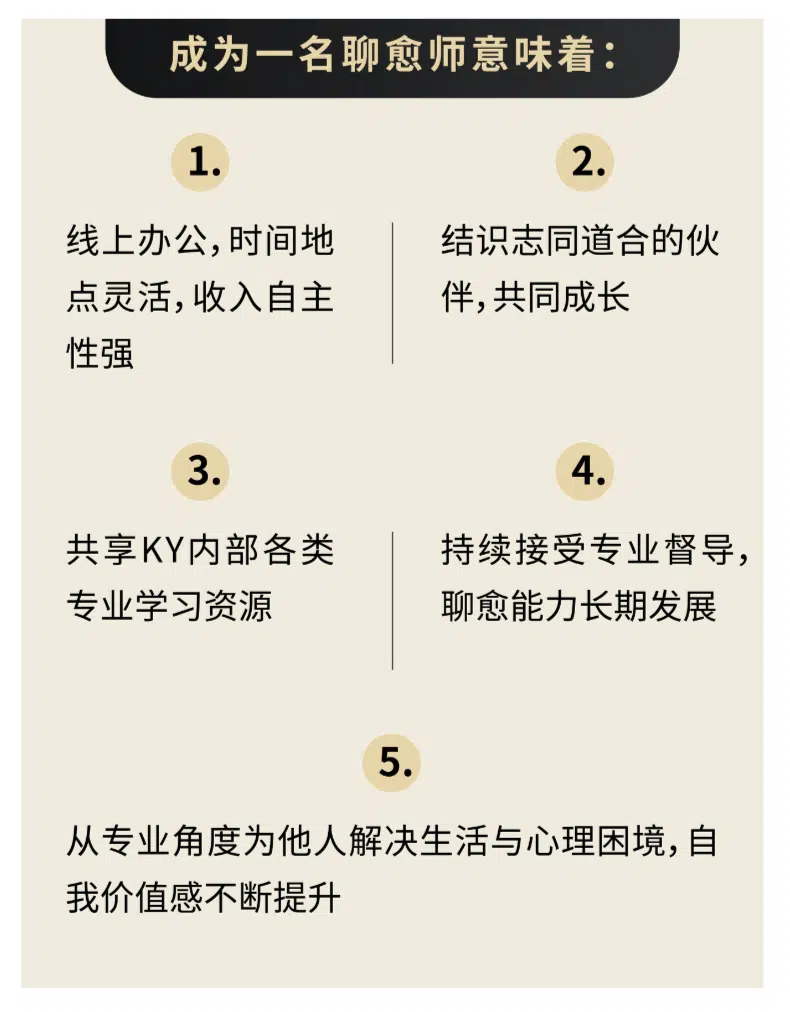 成为一名聊愈师意味着：
1.
线上办公，时间地
点灵活，收入自主
性强
2.
结识志同道合的伙
伴，共同成长
3.
共享KY内部各类
专业学习资源
4.
持续接受专业督导，
聊愈能力长期发展
5.
从专业角度为他人解决生活与心理困境，自
我价值感不断提升